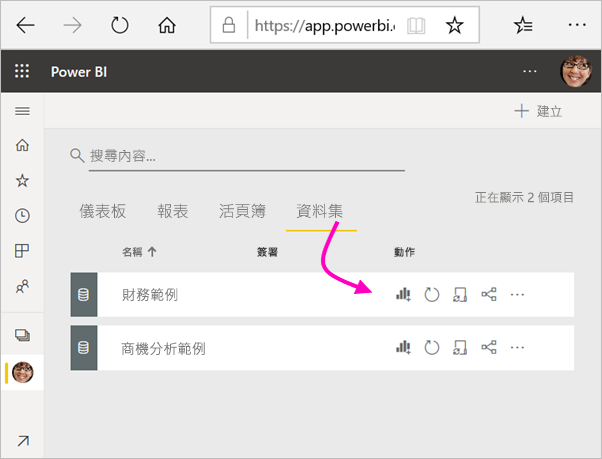 https://app.powerbi.c
Power BI
建立
搜尋內容...
正在顯示 2 個項目
儀表板 報表 活頁簿 資料集
名稱 簽署 動作
財務範例
商機分析範例